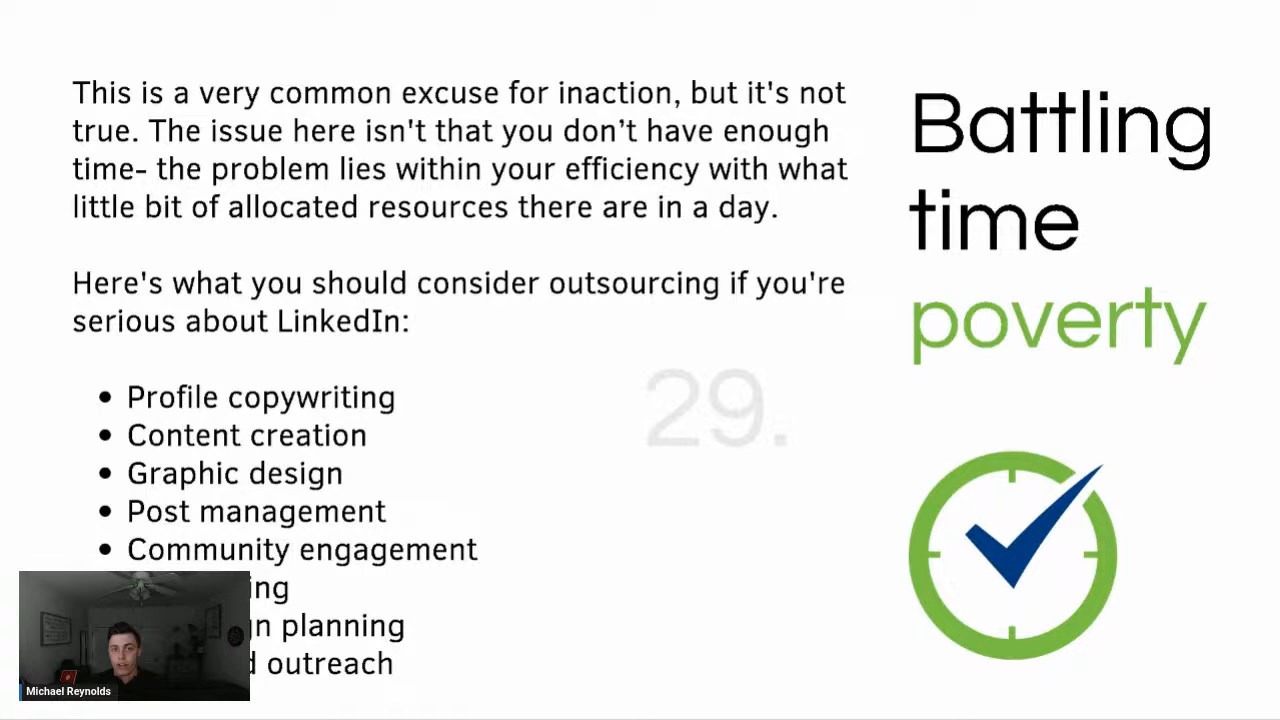 This is a very common excuse for inaction, but it's not
true. The issue here isn't that you don’t have enough
time- the problem lies within your efficiency with what
little bit of allocated resources there are in a day.
Here's what you should consider outsourcing if you're
serious about LinkedIn:
• Profile copywriting
• Content creation
• Graphic design
• Post management
• Community engagement
planning
outreach
Battling
time
poverty
29.
Michael Reynolds